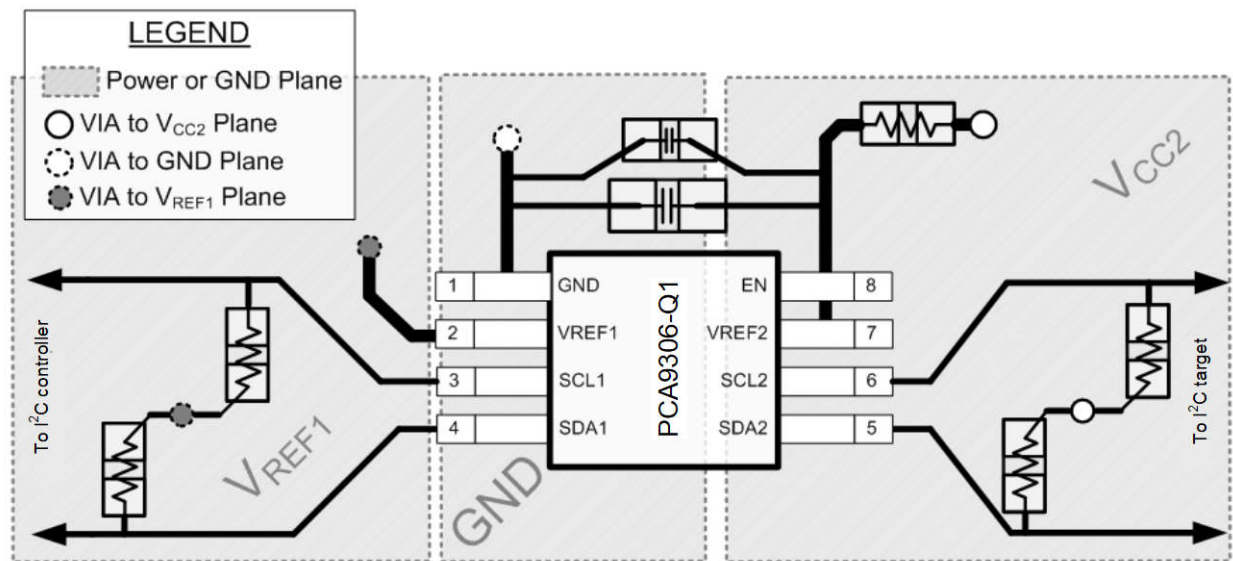 LEGEND
Power or GND Plane
VIA to VCC2 Plane
VIA to GND Plane
VIA to VREF1 Plane
VCC2
1
GND
EN
8
2
VREF1
VREF2
7
3
SCL1
SCL2
6
4
SDA1
SDA2
5
PCA9306-Q1
To I²C controller
To I²C target
VREF1
GND